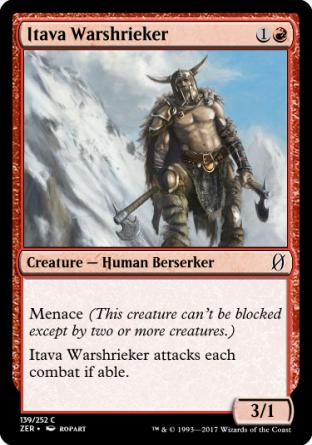 Itava Warshrieker 1
Creature — Human Berserker
Menace (This creature can't be blocked
except by two or more creatures.)
Itava Warshrieker attacks each
combat if able.
3/1
139/252 C
ZER • ROPART
™ & © 1993–2017 Wizards of the Coast